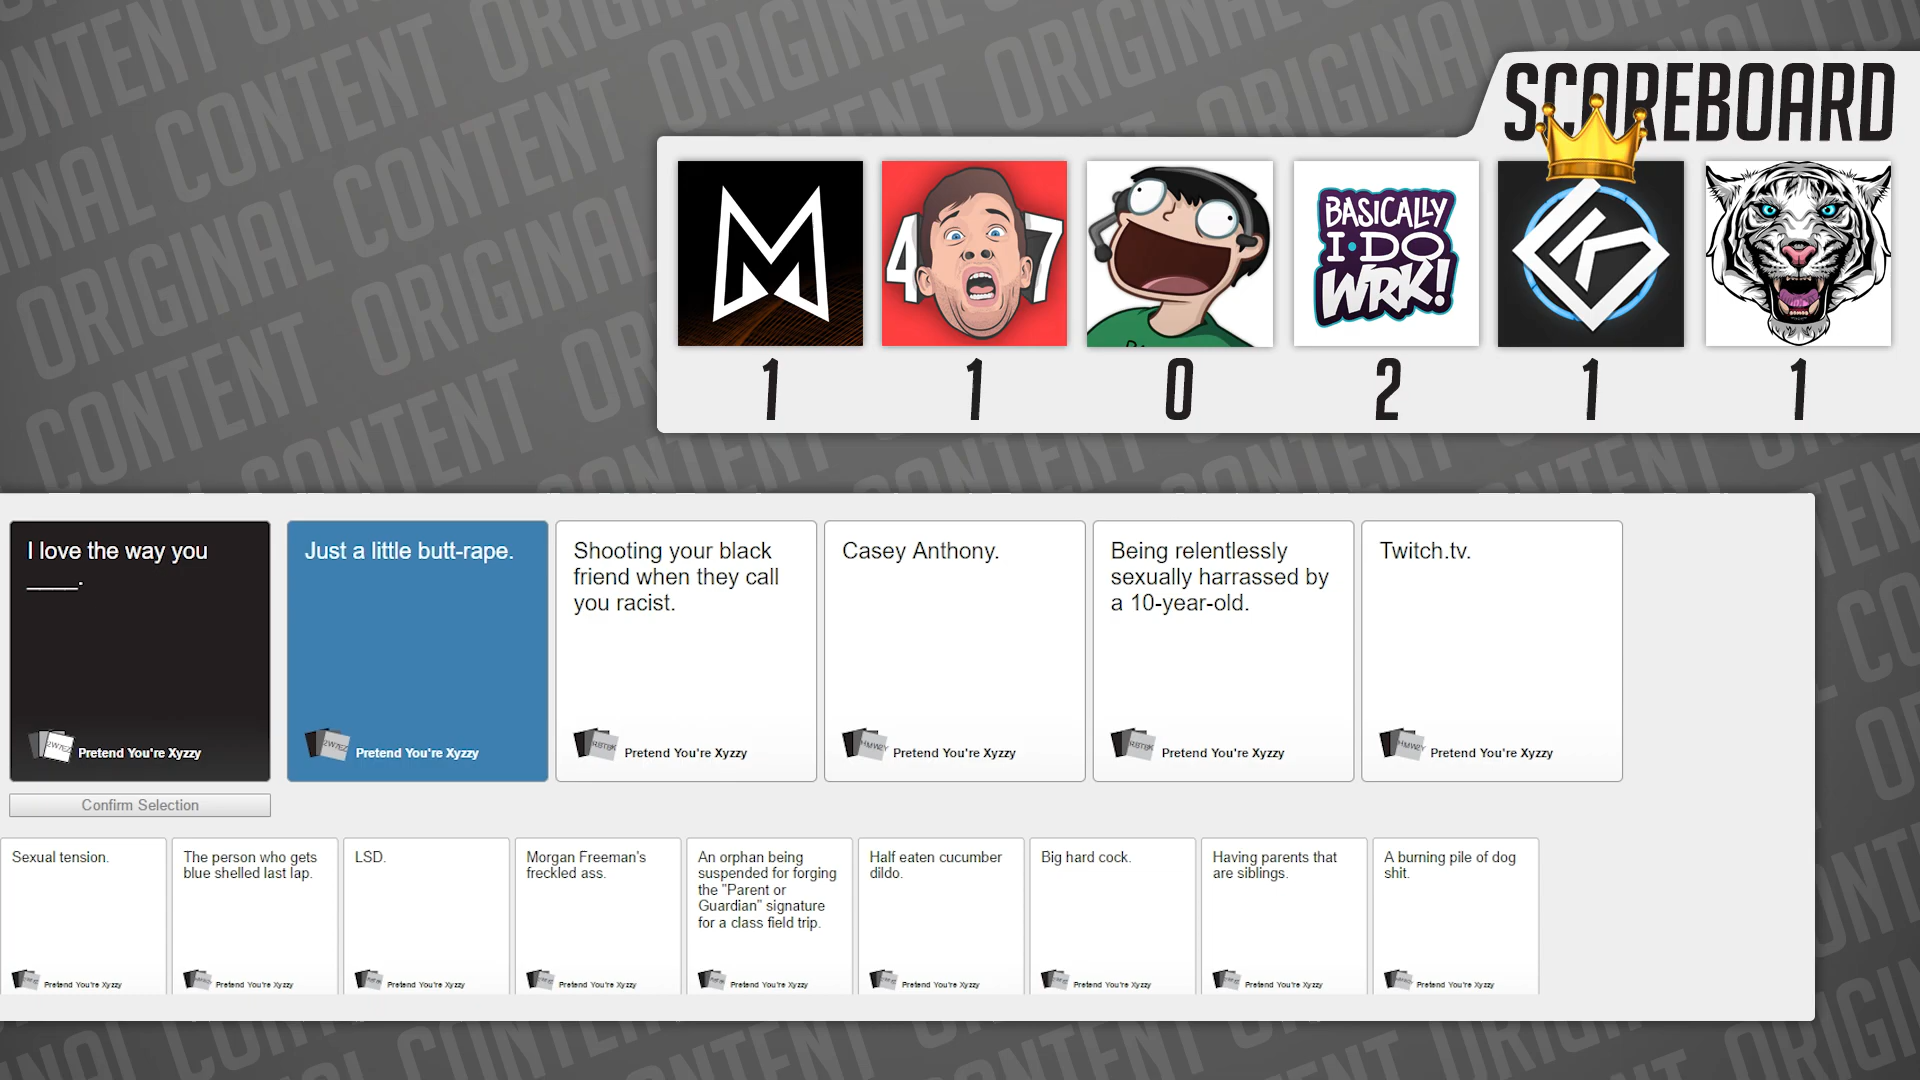 SCOREBOARD
4 7
BASICALLY
I·DO
WRK!
1
1
0
2
1
1
I love the way you
____.
Pretend You're Xyzzy
Just a little butt-rape.
Pretend You're Xyzzy
Shooting your black
friend when they call
you racist.
Pretend You're Xyzzy
Casey Anthony.
Pretend You're Xyzzy
Being relentlessly
sexually harrassed by
a 10-year-old.
Pretend You're Xyzzy
Twitch.tv.
Pretend You're Xyzzy
Confirm Selection
Sexual tension.
Pretend You're Xyzzy
The person who gets
blue shelled last lap.
Pretend You're Xyzzy
LSD.
Pretend You're Xyzzy
Morgan Freeman's
freckled ass.
Pretend You're Xyzzy
An orphan being
suspended for forging
the "Parent or
Guardian" signature
for a class field trip.
Pretend You're Xyzzy
Half eaten cucumber
dildo.
Pretend You're Xyzzy
Big hard cock.
Pretend You're Xyzzy
Having parents that
are siblings.
Pretend You're Xyzzy
A burning pile of dog
shit.
Pretend You're Xyzzy
ORIGINAL CONTENT